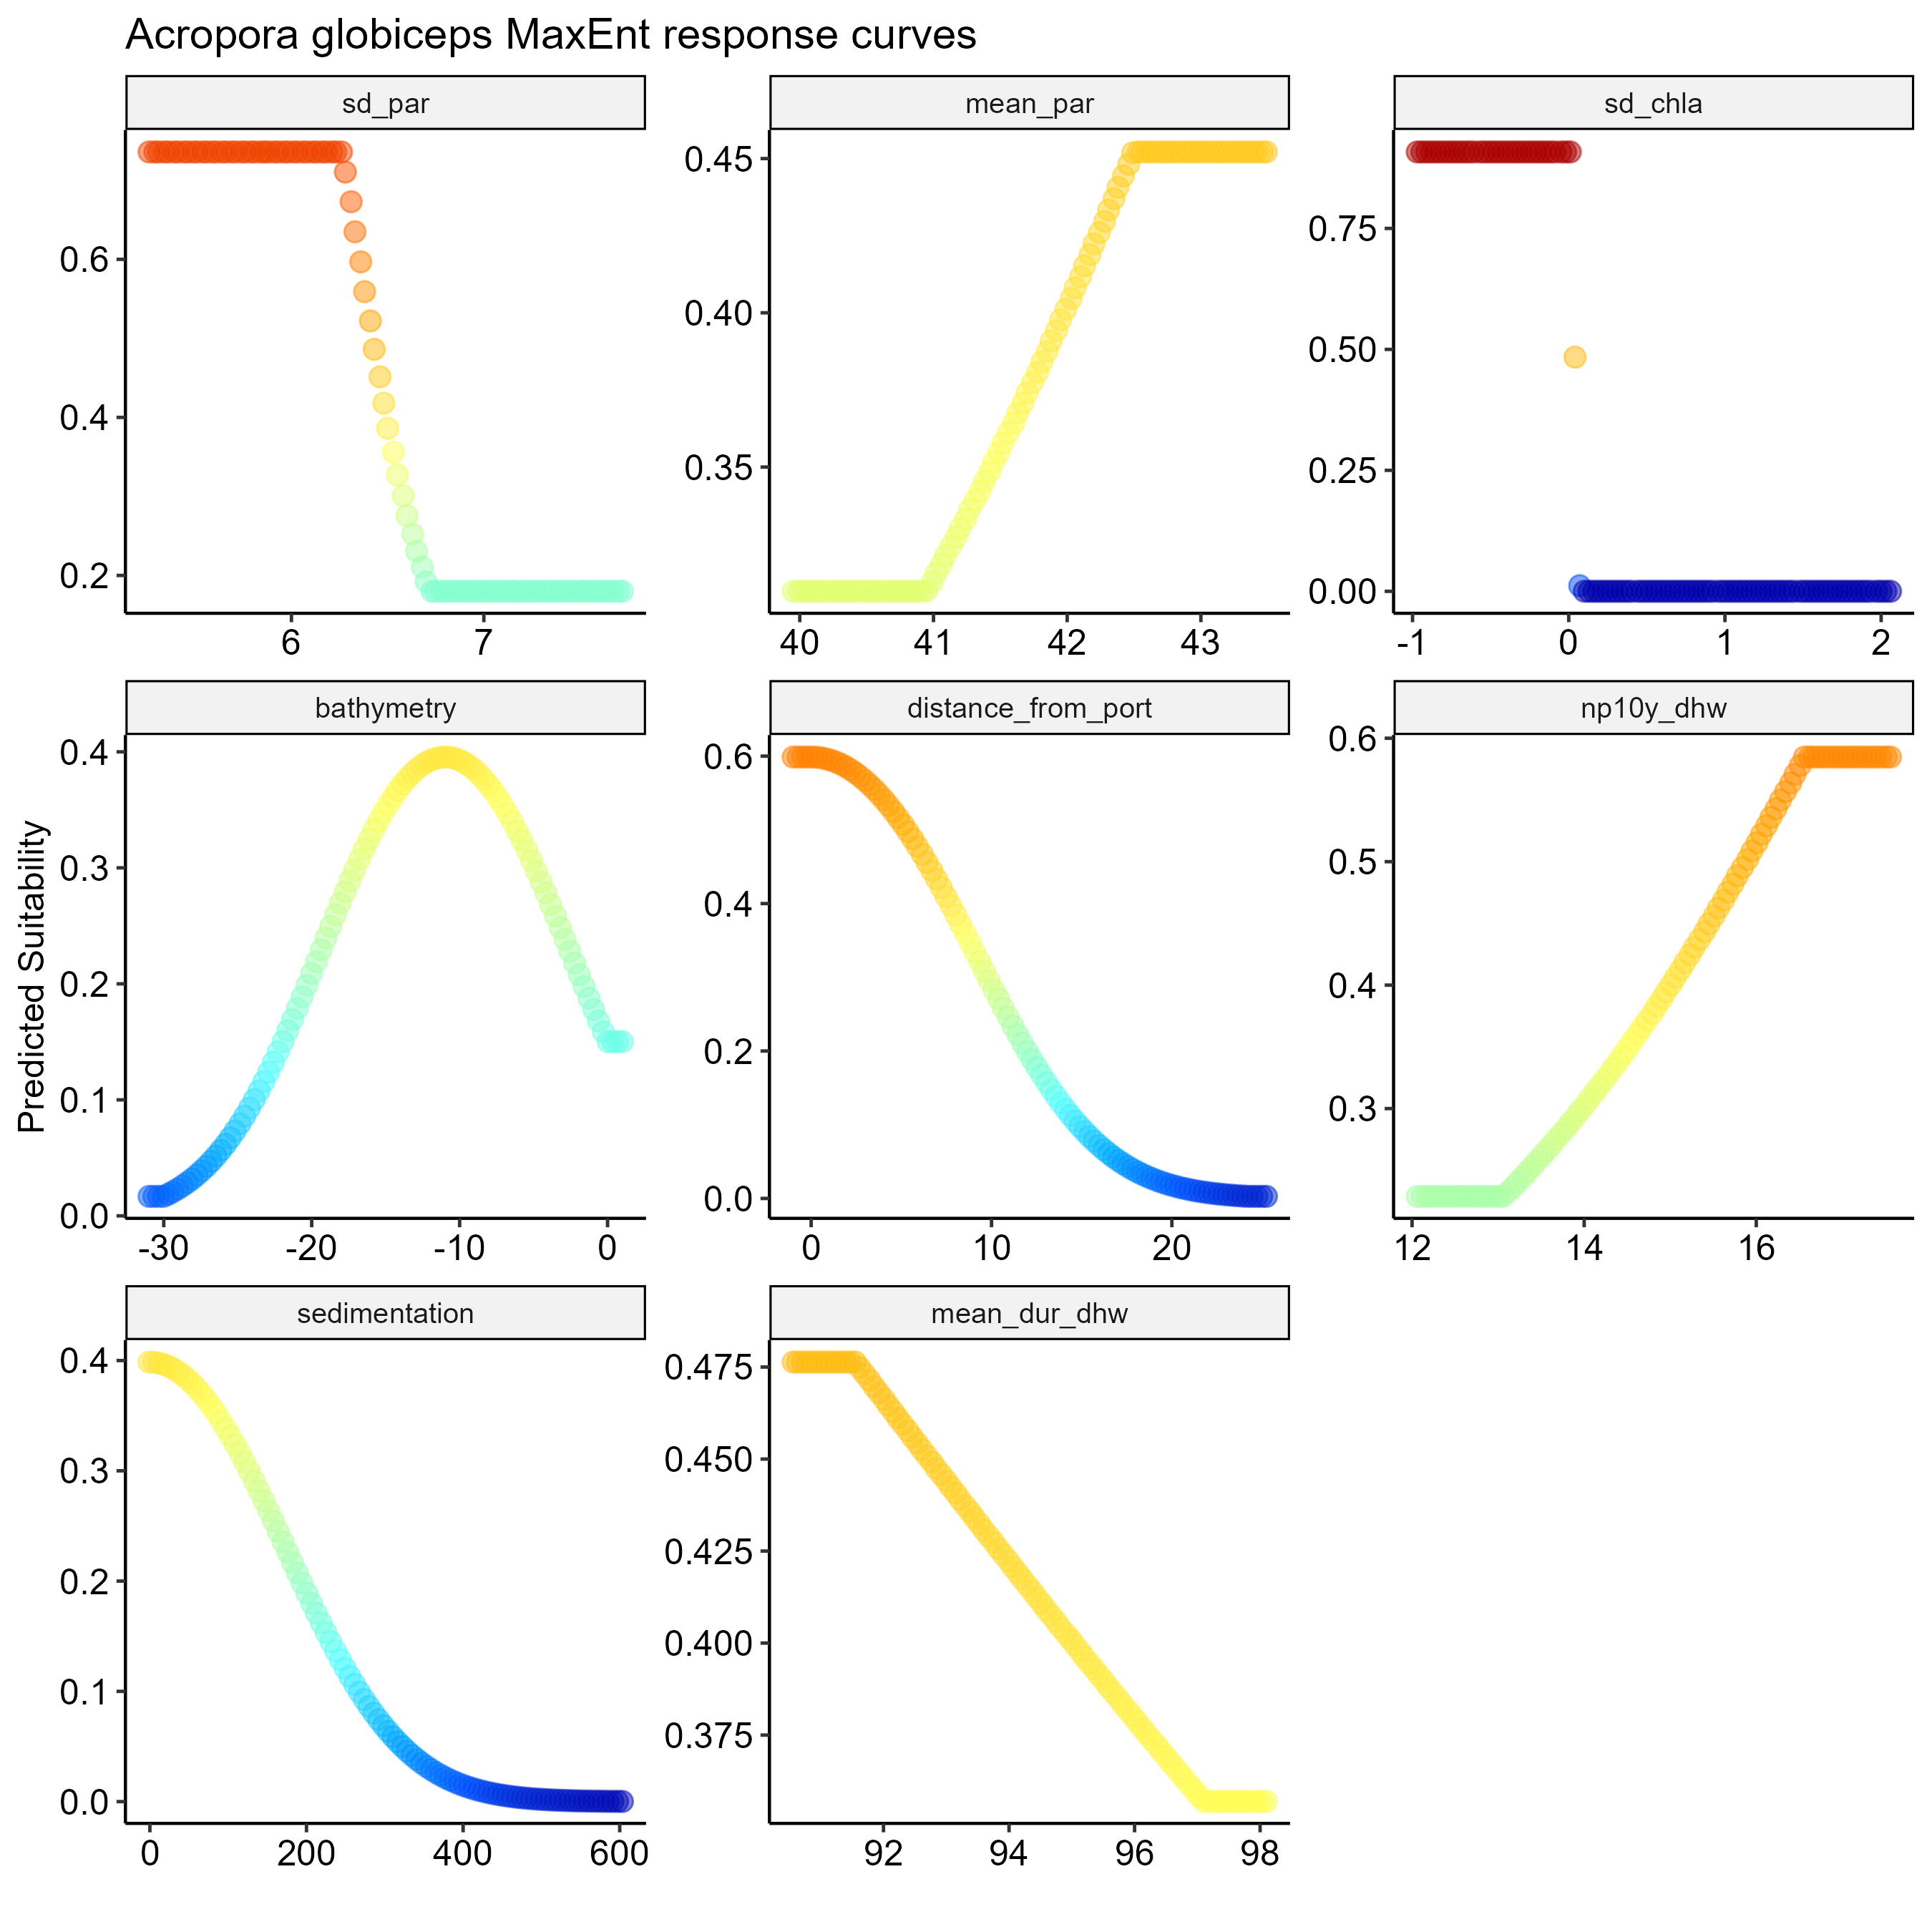 Acropora globiceps MaxEnt response curves
sd_par
mean_par
sd_chla
0.6
0.4
0.2
6 7
0.45
0.40
0.35
40 41 42 43
0.75
0.50
0.25
0.00
-1 0 1 2
Predicted Suitability
bathymetry
distance_from_port
np10y_dhw
0.4
0.3
0.2
0.1
0.0
-30 -20 -10 0
0.6
0.4
0.2
0.0
0 10 20
0.6
0.5
0.4
0.3
12 14 16
sedimentation
mean_dur_dhw
0.4
0.3
0.2
0.1
0.0
0 200 400 600
0.475
0.450
0.425
0.400
0.375
92 94 96 98